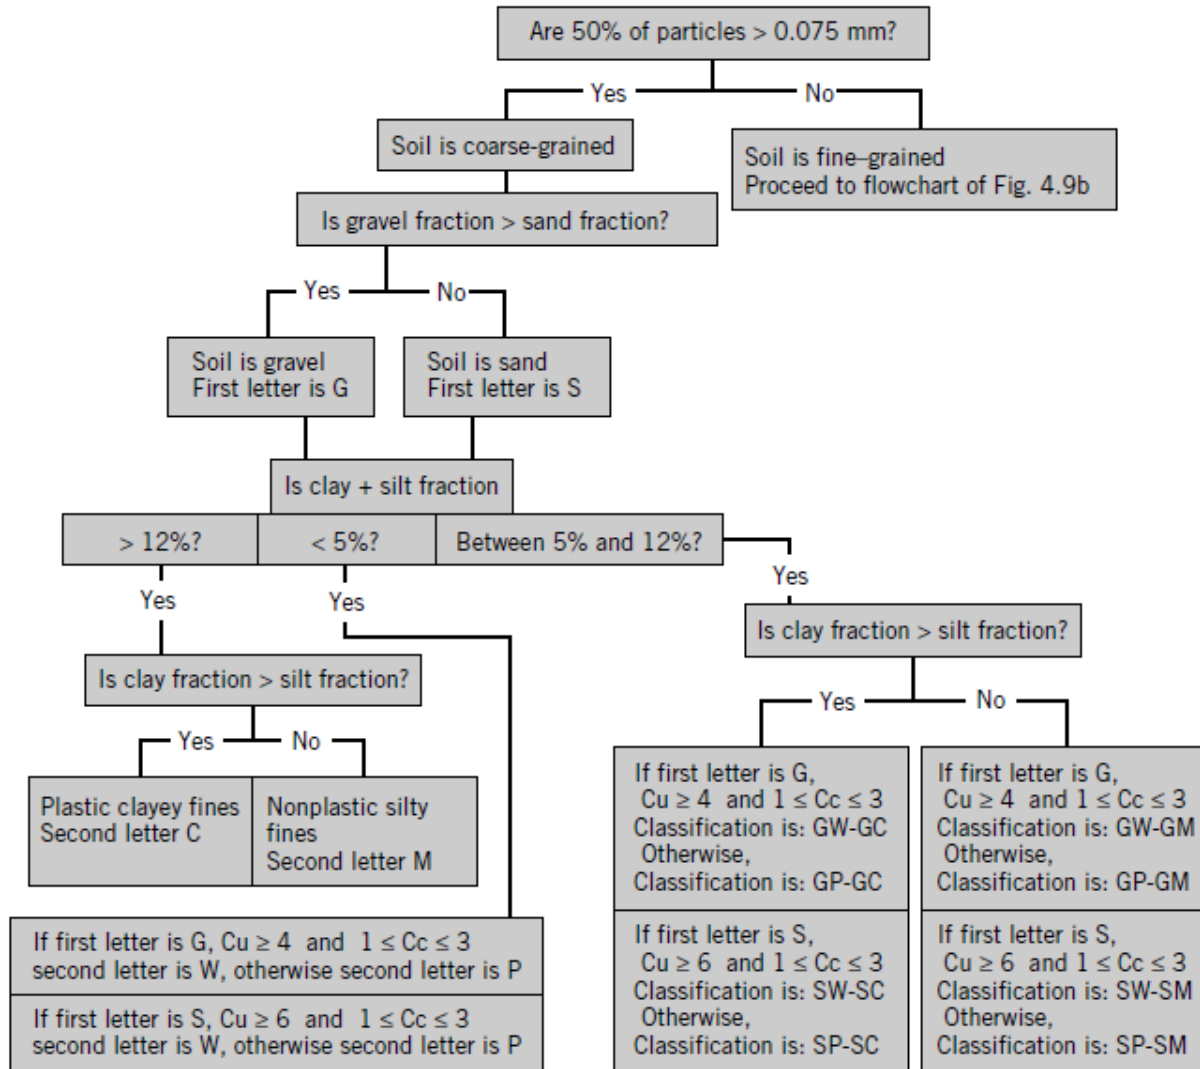 Are 50% of particles > 0.075 mm?
Yes
No
Soil is coarse-grained
Soil is fine–grained
Proceed to flowchart of Fig. 4.9b
Is gravel fraction > sand fraction?
Yes
No
Soil is gravel
First letter is G
Soil is sand
First letter is S
Is clay + silt fraction
> 12%?
< 5%?
Between 5% and 12%?
Yes
Yes
Yes
Is clay fraction > silt fraction?
Yes
No
Plastic clayey fines
Second letter C
Nonplastic silty
fines
Second letter M
If first letter is G, Cu ≥ 4 and 1 ≤ Cc ≤ 3
second letter is W, otherwise second letter is P
If first letter is S, Cu ≥ 6 and 1 ≤ Cc ≤ 3
second letter is W, otherwise second letter is P
Is clay fraction > silt fraction?
Yes
No
If first letter is G,
Cu ≥ 4 and 1 ≤ Cc ≤ 3
Classification is: GW-GC
Otherwise,
Classification is: GP-GC
If first letter is G,
Cu ≥ 4 and 1 ≤ Cc ≤ 3
Classification is: GW-GM
Otherwise,
Classification is: GP-GM
If first letter is S,
Cu ≥ 6 and 1 ≤ Cc ≤ 3
Classification is: SW-SC
Otherwise,
Classification is: SP-SC
If first letter is S,
Cu ≥ 6 and 1 ≤ Cc ≤ 3
Classification is: SW-SM
Otherwise,
Classification is: SP-SM